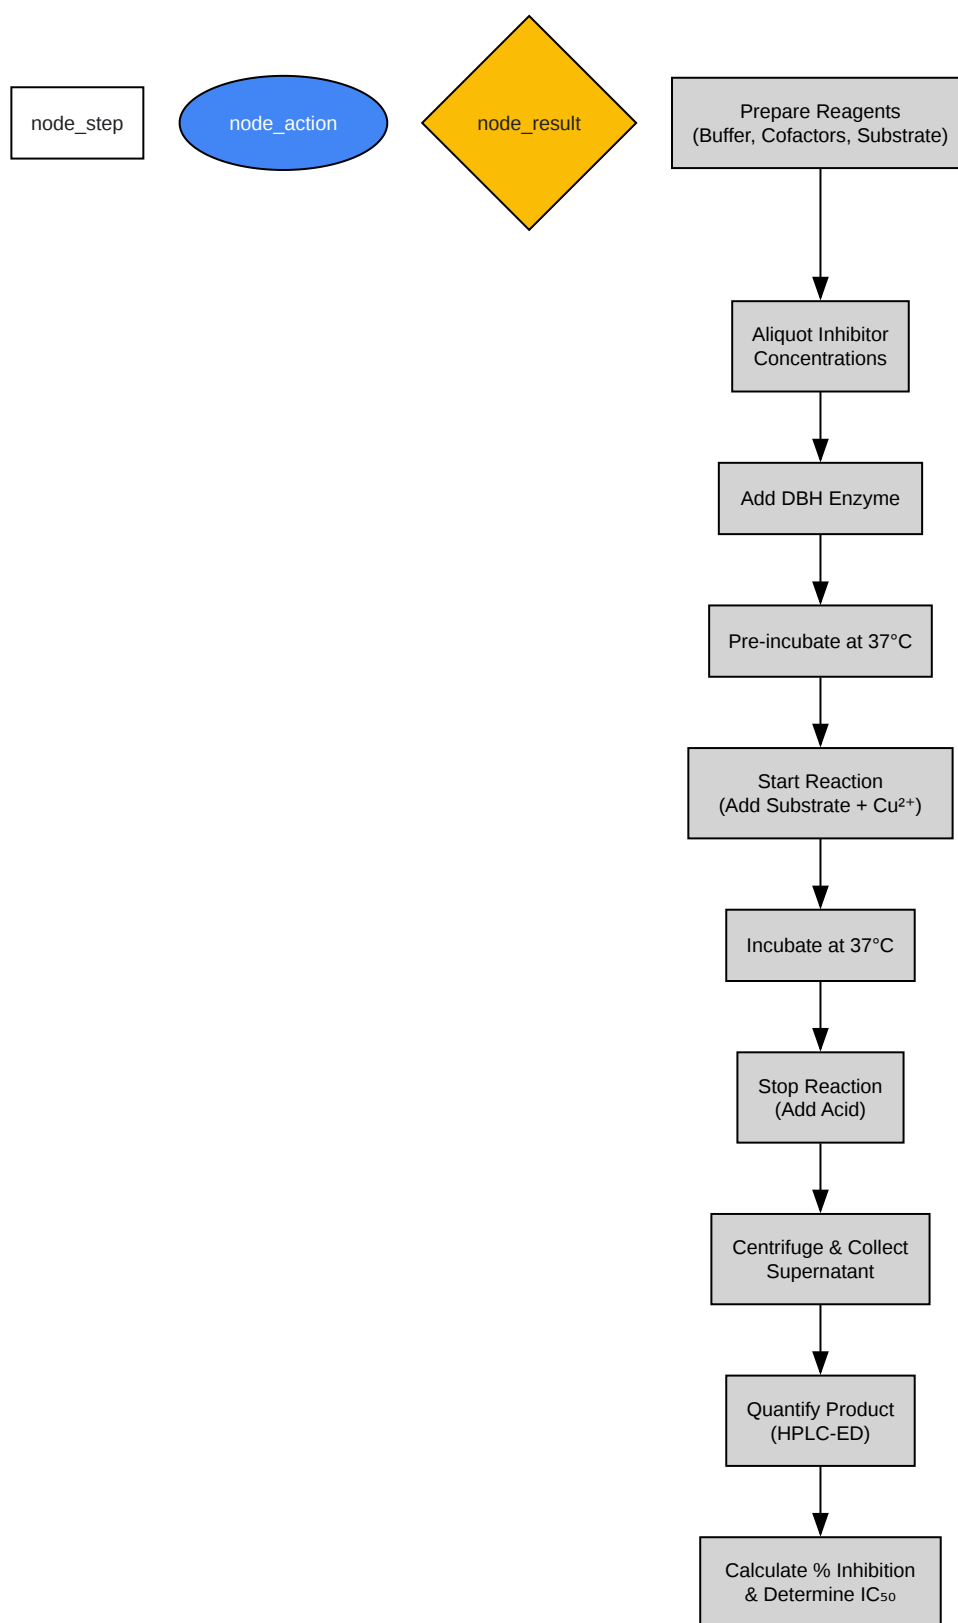 node_step
node_action
node_result
Prepare Reagents
(Buffer, Cofactors, Substrate)
Aliquot Inhibitor
Concentrations
Add DBH Enzyme
Pre-incubate at 37°C
Start Reaction
(Add Substrate + Cu²⁺)
Incubate at 37°C
Stop Reaction
(Add Acid)
Centrifuge & Collect
Supernatant
Quantify Product
(HPLC-ED)
Calculate % Inhibition
& Determine IC₅₀